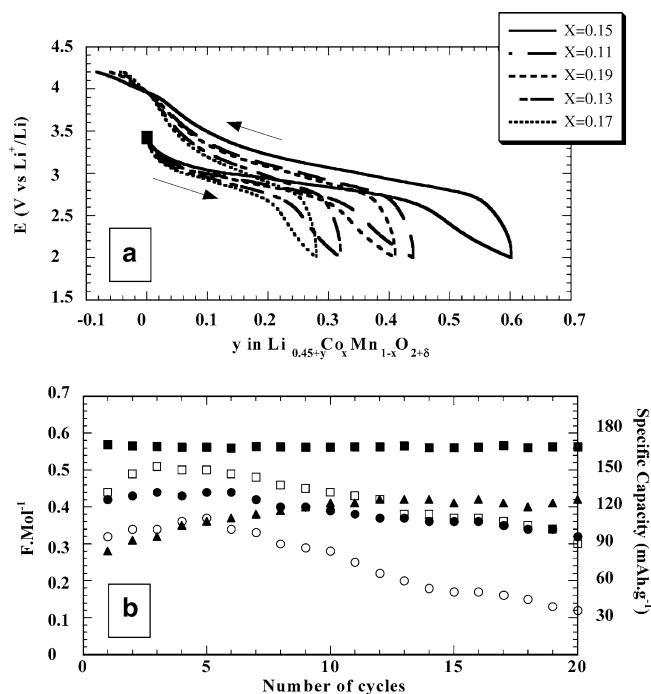 4.5
4
3.5
3
2.5
2
1.5
E (V vs Li⁺/Li)
a
-0.1 0 0.1 0.2 0.3 0.4 0.5 0.6 0.7
y in Li 0.45+y Co x Mn 1-x O 2+δ
X=0.15
X=0.11
X=0.19
X=0.13
X=0.17
0.7
0.6
0.5
0.4
0.3
0.2
0.1
0
F.Mol⁻¹
b
0 5 10 15 20
Number of cycles
180
150
120
90
60
30
Specific Capacity (mAh.g⁻¹)